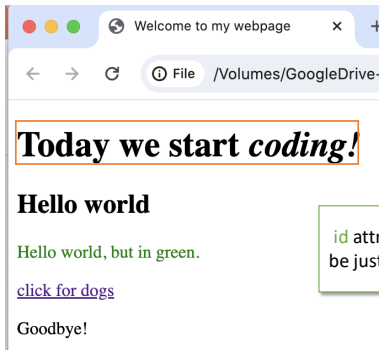 Welcome to my webpage
File /Volumes/GoogleDrive-
Today we start coding!
Hello world
id attr
Hello world, but in green.
be just
click for dogs
Goodbye!